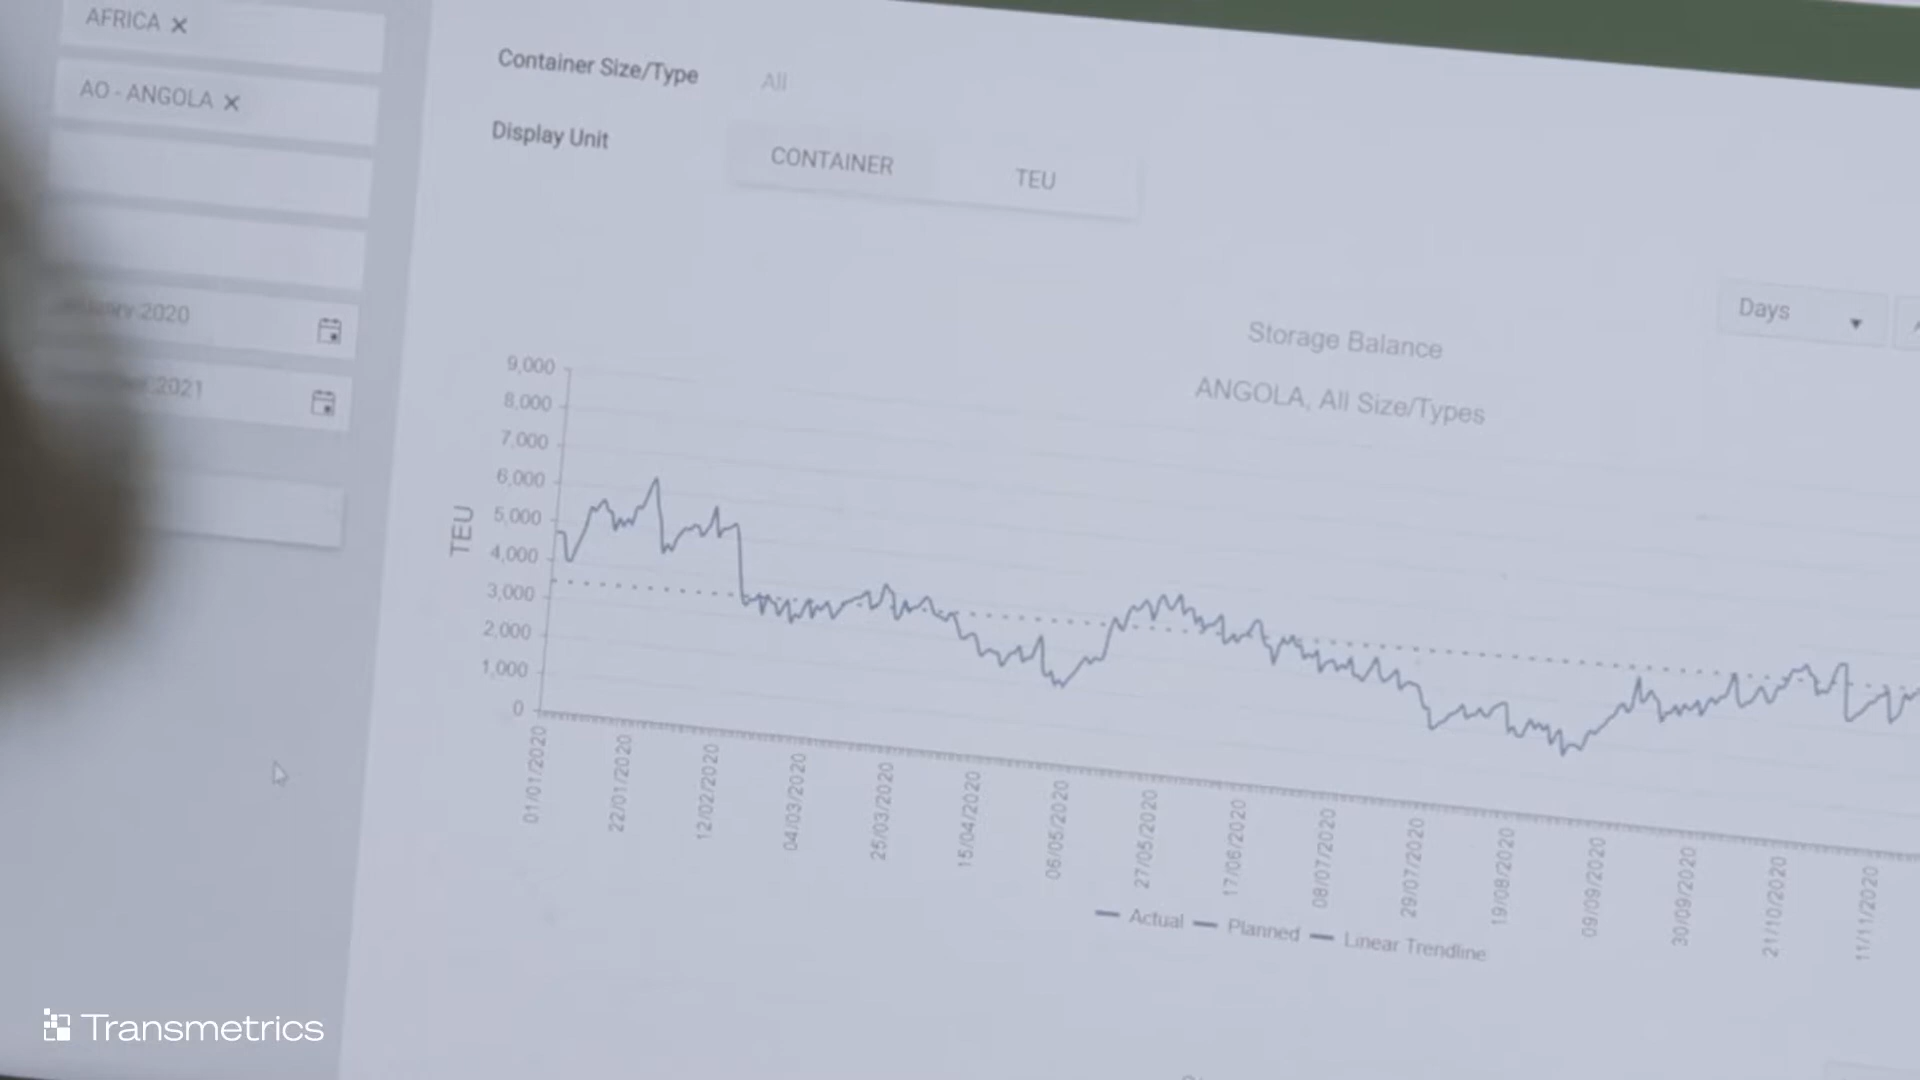 AFRICA ✕
AO - ANGOLA ✕
2020
2021
Container Size/Type All
Display Unit CONTAINER TEU
Days
Storage Balance
ANGOLA, All Size/Types
TEU
9,000
8,000
7,000
6,000
5,000
4,000
3,000
2,000
1,000
0
01/01/2020
22/01/2020
12/02/2020
04/03/2020
25/03/2020
15/04/2020
06/05/2020
27/05/2020
17/06/2020
08/07/2020
29/07/2020
19/08/2020
09/09/2020
30/09/2020
21/10/2020
11/11/2020
Actual Planned Linear Trendline
Transmetrics